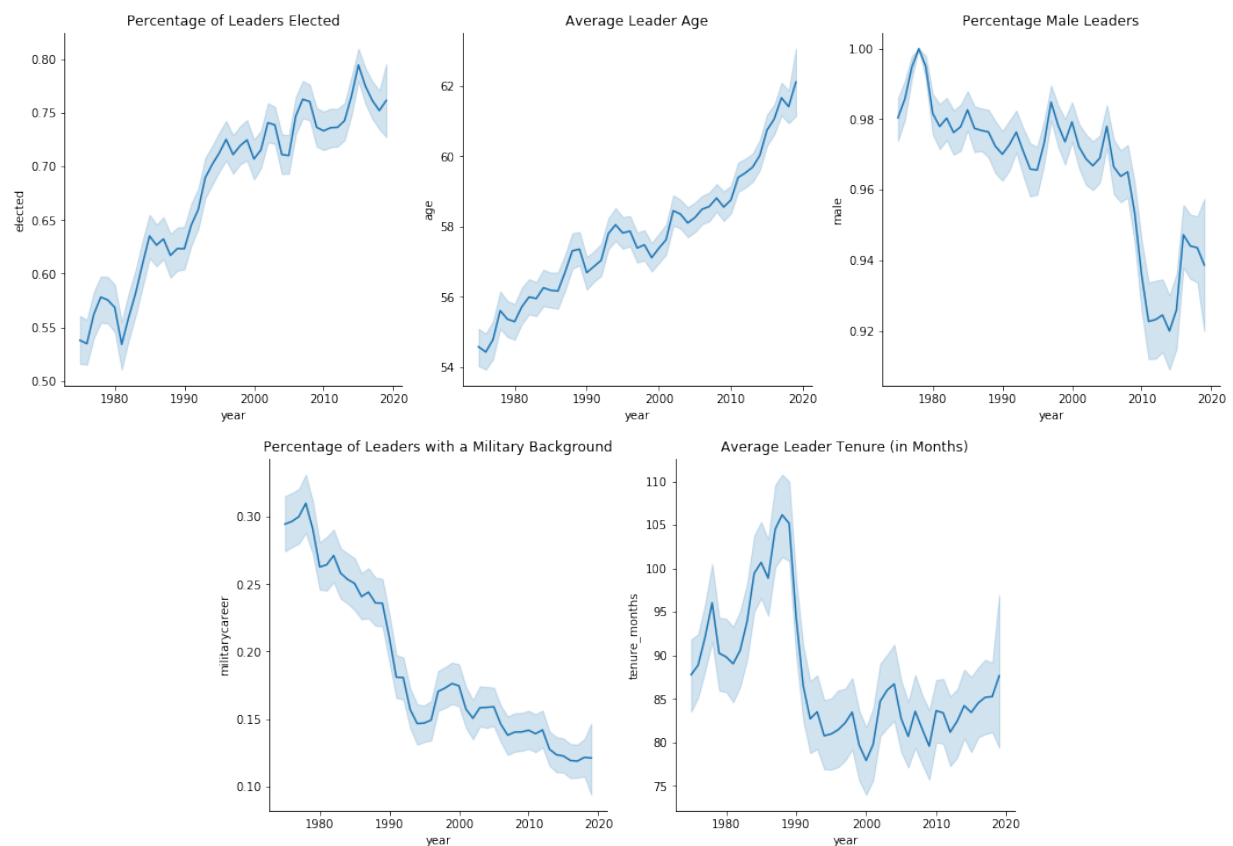 Percentage of Leaders Elected
0.80
0.75
0.70
0.65
0.60
0.55
0.50
elected
1980 1990 2000 2010 2020
year
Average Leader Age
62
60
58
56
54
age
1980 1990 2000 2010 2020
year
Percentage Male Leaders
1.00
0.98
0.96
0.94
0.92
male
1980 1990 2000 2010 2020
year
Percentage of Leaders with a Military Background
0.30
0.25
0.20
0.15
0.10
militarycareer
1980 1990 2000 2010 2020
year
Average Leader Tenure (in Months)
110
105
100
95
90
85
80
75
tenure_months
1980 1990 2000 2010 2020
year